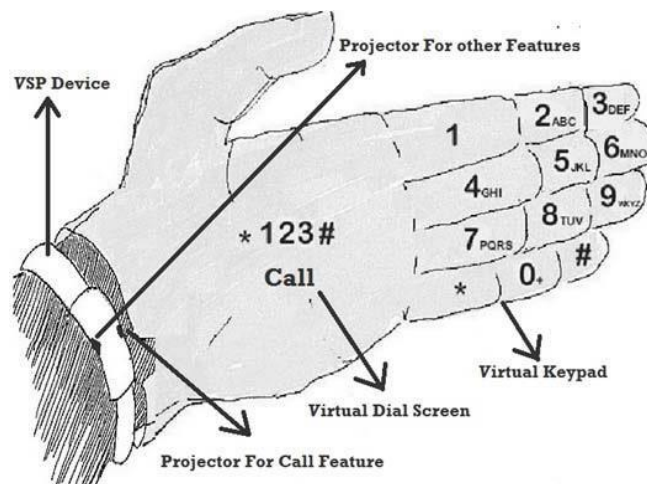 Projector For other Features
VSP Device
1
2ABC
3DEF
4GHI
5JKL
6MNO
7PQRS
8TUV
9WXYZ
*
0+
#
*123#
Call
Virtual Keypad
Virtual Dial Screen
Projector For Call Feature